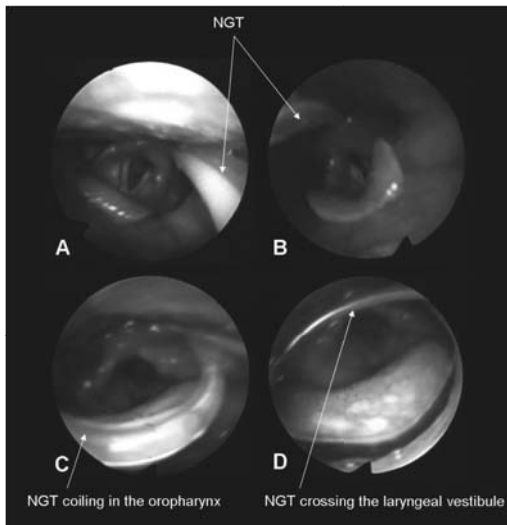 NGT
A
B
C
D
NGT coiling in the oropharynx
NGT crossing the laryngeal vestibule